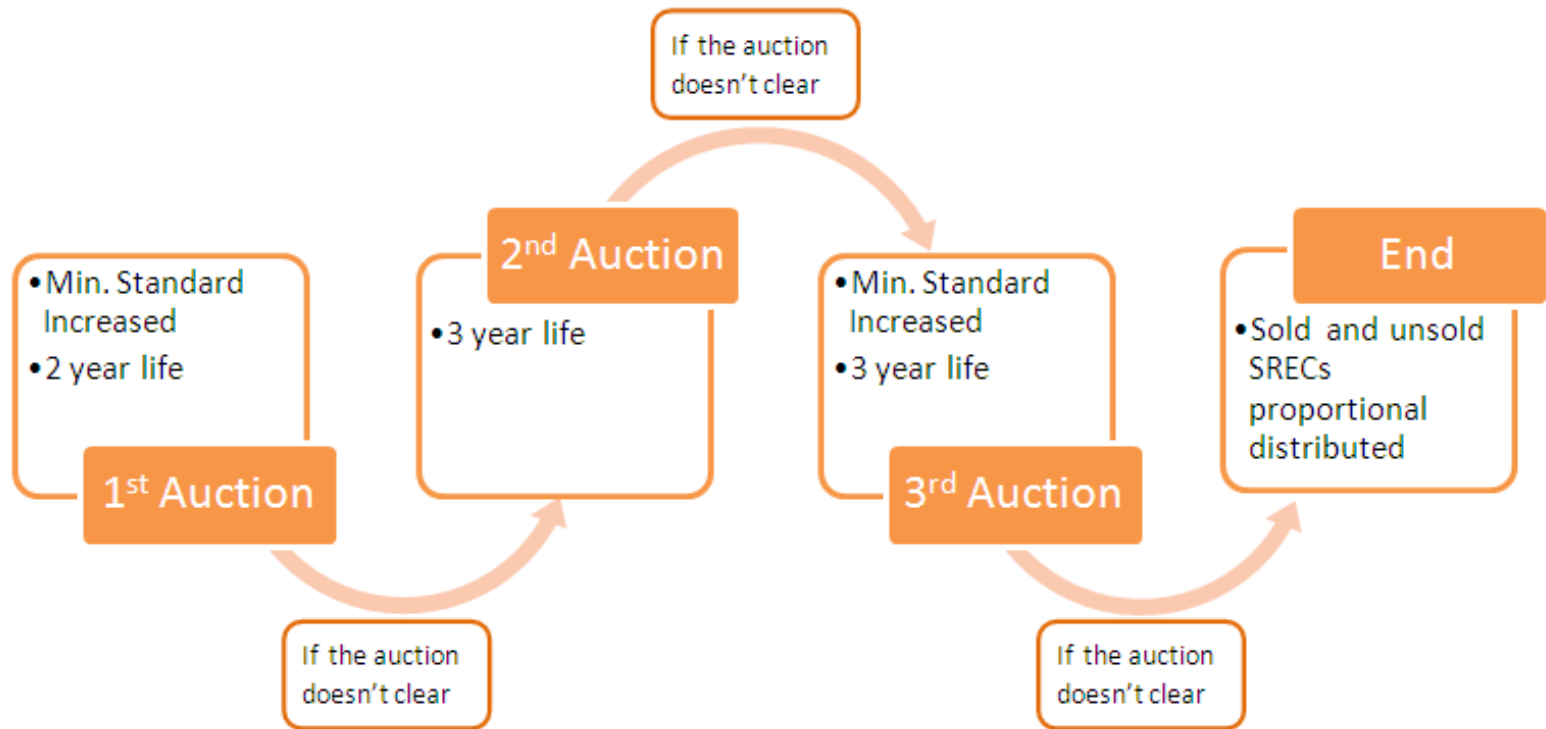 If the auction
doesn't clear
1st Auction
•Min. Standard
Increased
•2 year life
If the auction
doesn't clear
2nd Auction
•3 year life
3rd Auction
•Min. Standard
Increased
•3 year life
If the auction
doesn't clear
End
•Sold and unsold
SRECs
proportional
distributed